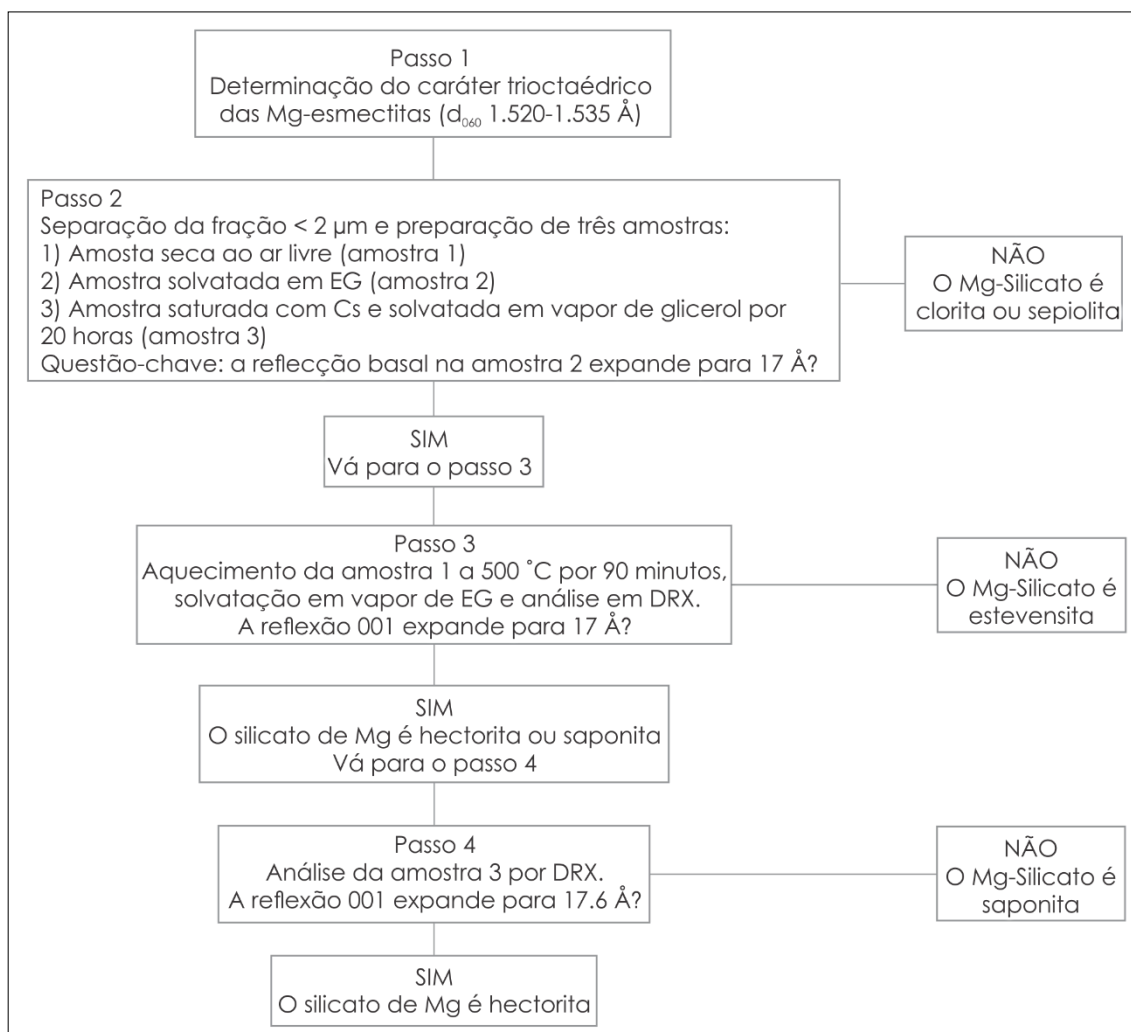 Passo 1
Determinação do caráter trioctaédrico
das Mg-esmectitas (d060 1.520-1.535 Å)
Passo 2
Separação da fração < 2 µm e preparação de três amostras:
1) Amosta seca ao ar livre (amostra 1)
2) Amostra solvatada em EG (amostra 2)
3) Amostra saturada com Cs e solvatada em vapor de glicerol por
20 horas (amostra 3)
Questão-chave: a reflecção basal na amostra 2 expande para 17 Å?
NÃO
O Mg-Silicato é
clorita ou sepiolita
SIM
Vá para o passo 3
Passo 3
Aquecimento da amostra 1 a 500 ˚C por 90 minutos,
solvatação em vapor de EG e análise em DRX.
A reflexão 001 expande para 17 Å?
NÃO
O Mg-Silicato é
estevensita
SIM
O silicato de Mg é hectorita ou saponita
Vá para o passo 4
Passo 4
Análise da amostra 3 por DRX.
A reflexão 001 expande para 17.6 Å?
NÃO
O Mg-Silicato é
saponita
SIM
O silicato de Mg é hectorita